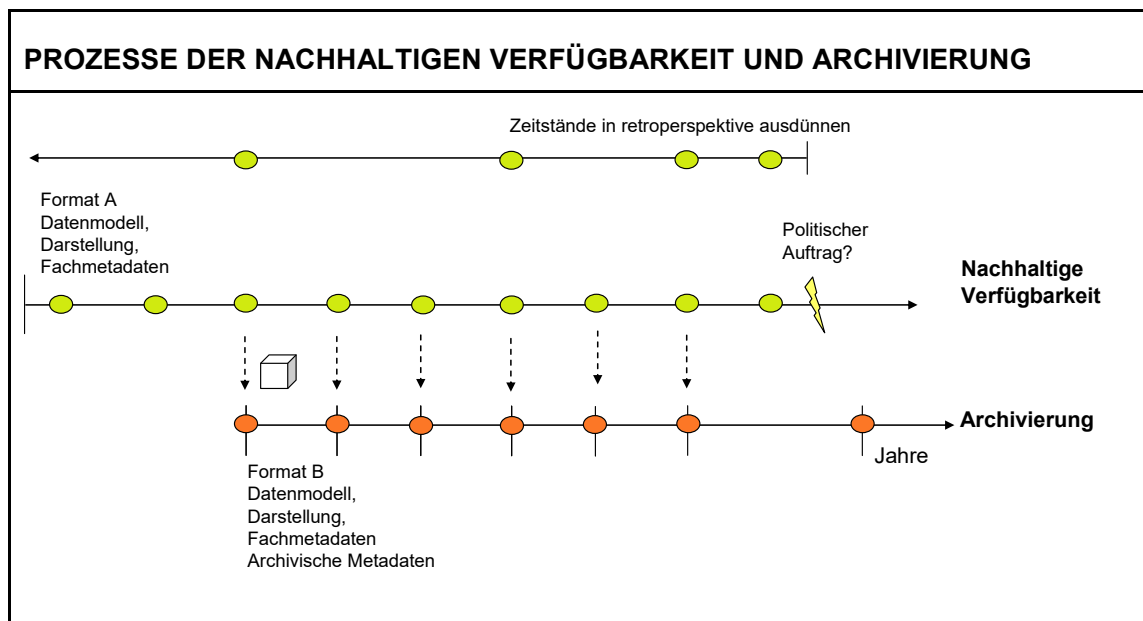 PROZESSE DER NACHHALTIGEN VERFÜGBARKEIT UND ARCHIVIERUNG
Zeitstände in retroperspektive ausdünnen
Format A
Datenmodell,
Darstellung,
Fachmetadaten
Politischer
Auftrag?
Nachhaltige
Verfügbarkeit
Archivierung
Jahre
Format B
Datenmodell,
Darstellung,
Fachmetadaten
Archivische Metadaten